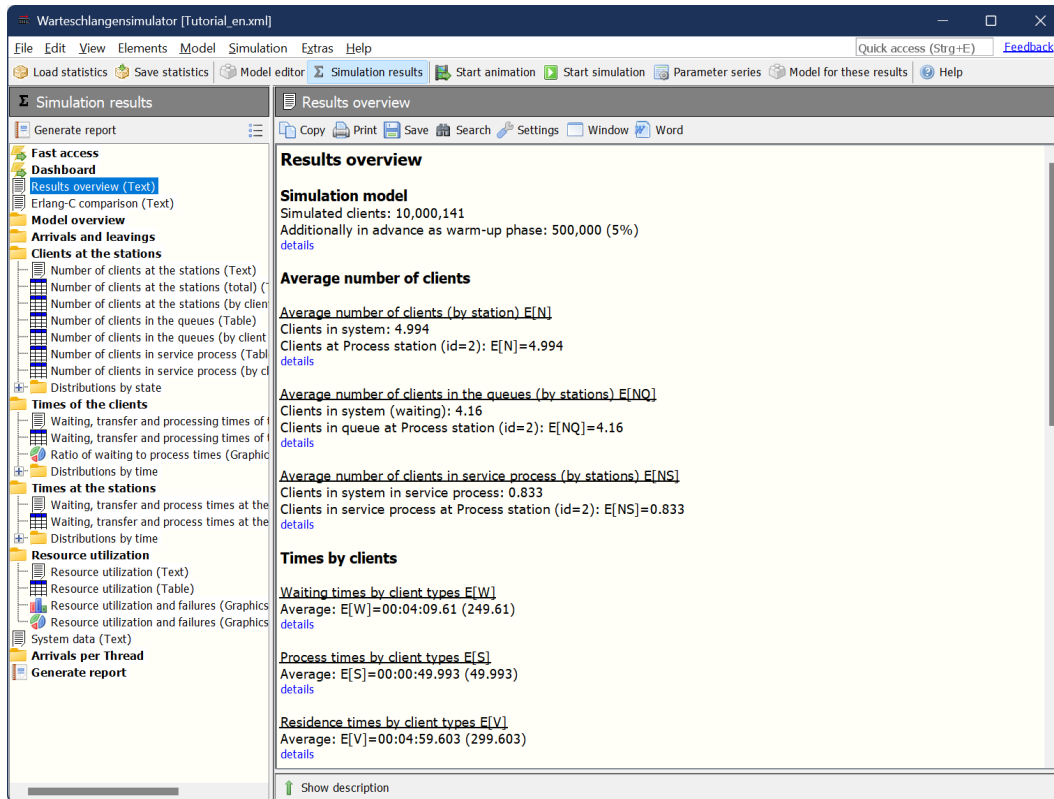 Warteschlangensimulator [Tutorial_en.xml]
File Edit View Elements Model Simulation Extras Help Quick access (Strg+E) Feedback
Load statistics Save statistics Model editor Simulation results Start animation Start simulation Parameter series Model for these results Help
Σ Simulation results
Generate report
Fast access
Dashboard
Results overview (Text)
Erlang-C comparison (Text)
Model overview
Arrivals and leavings
Clients at the stations
Number of clients at the stations (Text)
Number of clients at the stations (total) (
Number of clients at the stations (by clien
Number of clients in the queues (Table)
Number of clients in the queues (by client
Number of clients in service process (Tabl
Number of clients in service process (by cl
Distributions by state
Times of the clients
Waiting, transfer and processing times of
Waiting, transfer and processing times of
Ratio of waiting to process times (Graphic
Distributions by time
Times at the stations
Waiting, transfer and process times at the
Waiting, transfer and process times at the
Distributions by time
Resource utilization
Resource utilization (Text)
Resource utilization (Table)
Resource utilization and failures (Graphics
Resource utilization and failures (Graphics
System data (Text)
Arrivals per Thread
Generate report
Results overview
Copy Print Save Search Settings Window Word
Results overview
Simulation model
Simulated clients: 10,000,141
Additionally in advance as warm-up phase: 500,000 (5%)
details
Average number of clients
Average number of clients (by station) E[N]
Clients in system: 4.994
Clients at Process station (id=2): E[N]=4.994
details
Average number of clients in the queues (by stations) E[NQ]
Clients in system (waiting): 4.16
Clients in queue at Process station (id=2): E[NQ]=4.16
details
Average number of clients in service process (by stations) E[NS]
Clients in system in service process: 0.833
Clients in service process at Process station (id=2): E[NS]=0.833
details
Times by clients
Waiting times by client types E[W]
Average: E[W]=00:04:09.61 (249.61)
details
Process times by client types E[S]
Average: E[S]=00:00:49.993 (49.993)
details
Residence times by client types E[V]
Average: E[V]=00:04:59.603 (299.603)
details
Show description